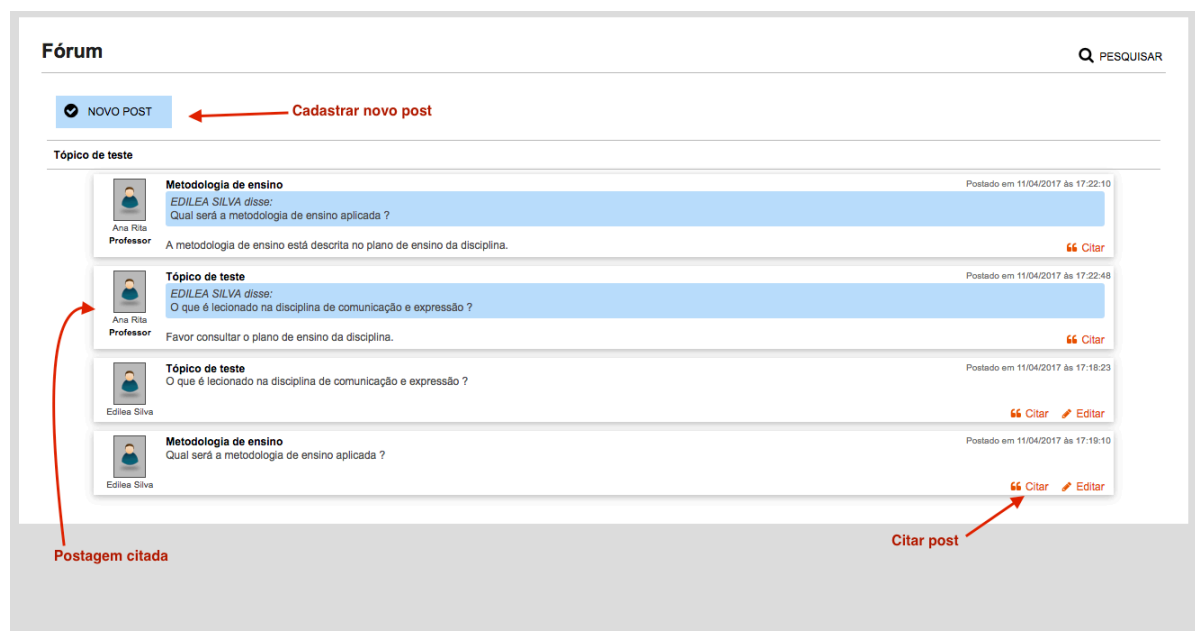 Fórum
PESQUISAR
NOVO POST
Cadastrar novo post
Tópico de teste
Metodologia de ensino
Postado em 11/04/2017 às 17:22:10
EDILEA SILVA disse:
Qual será a metodologia de ensino aplicada ?
Ana Rita
Professor
A metodologia de ensino está descrita no plano de ensino da disciplina.
Citar
Tópico de teste
Postado em 11/04/2017 às 17:22:48
EDILEA SILVA disse:
O que é lecionado na disciplina de comunicação e expressão ?
Ana Rita
Professor
Favor consultar o plano de ensino da disciplina.
Citar
Tópico de teste
Postado em 11/04/2017 às 17:18:23
O que é lecionado na disciplina de comunicação e expressão ?
Edilea Silva
Citar Editar
Metodologia de ensino
Postado em 11/04/2017 às 17:19:10
Qual será a metodologia de ensino aplicada ?
Edilea Silva
Citar Editar
Citar post
Postagem citada